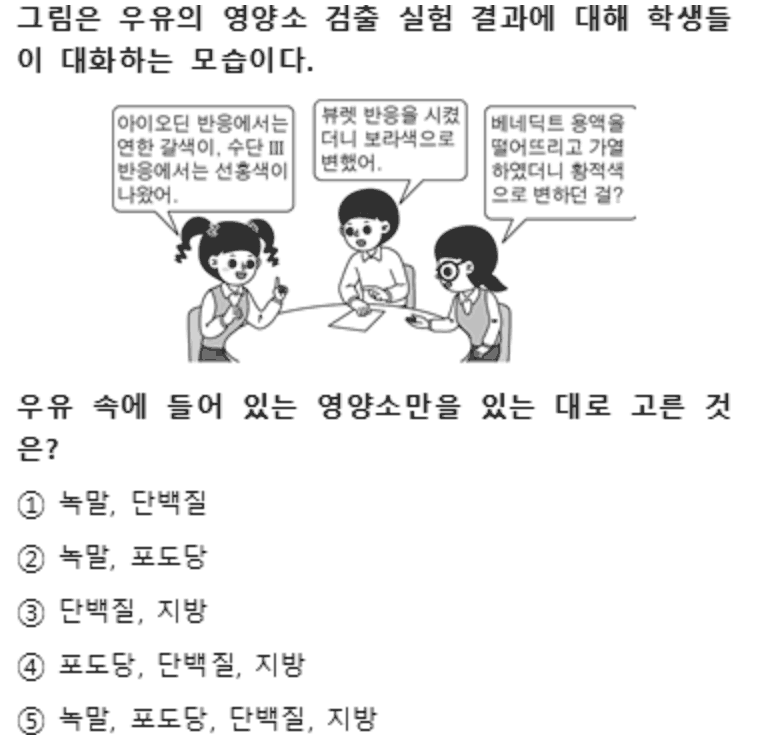 그림은 우유의 영양소 검출 실험 결과에 대해 학생들
이 대화하는 모습이다.
아이오딘 반응에서는
연한 갈색이, 수단 Ⅲ
반응에서는 선홍색이
나왔어.
뷰렛 반응을 시켰
더니 보라색으로
변했어.
베네딕트 용액을
떨어뜨리고 가열
하였더니 황적색
으로 변하던 걸?
우유 속에 들어 있는 영양소만을 있는 대로 고른 것
은?
① 녹말, 단백질
② 녹말, 포도당
③ 단백질, 지방
④ 포도당, 단백질, 지방
⑤ 녹말, 포도당, 단백질, 지방